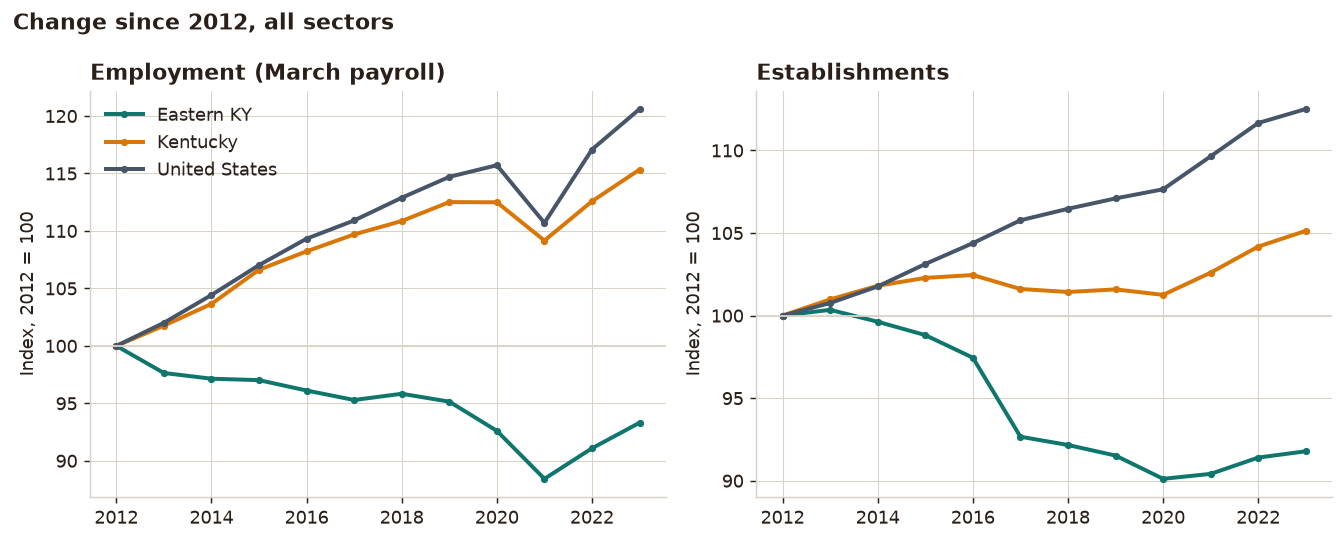 Change since 2012, all sectors
Employment (March payroll)
Index, 2012 = 100
120
115
110
105
100
95
90
Eastern KY
Kentucky
United States
2012 2014 2016 2018 2020 2022
Establishments
Index, 2012 = 100
110
105
100
95
90
2012 2014 2016 2018 2020 2022